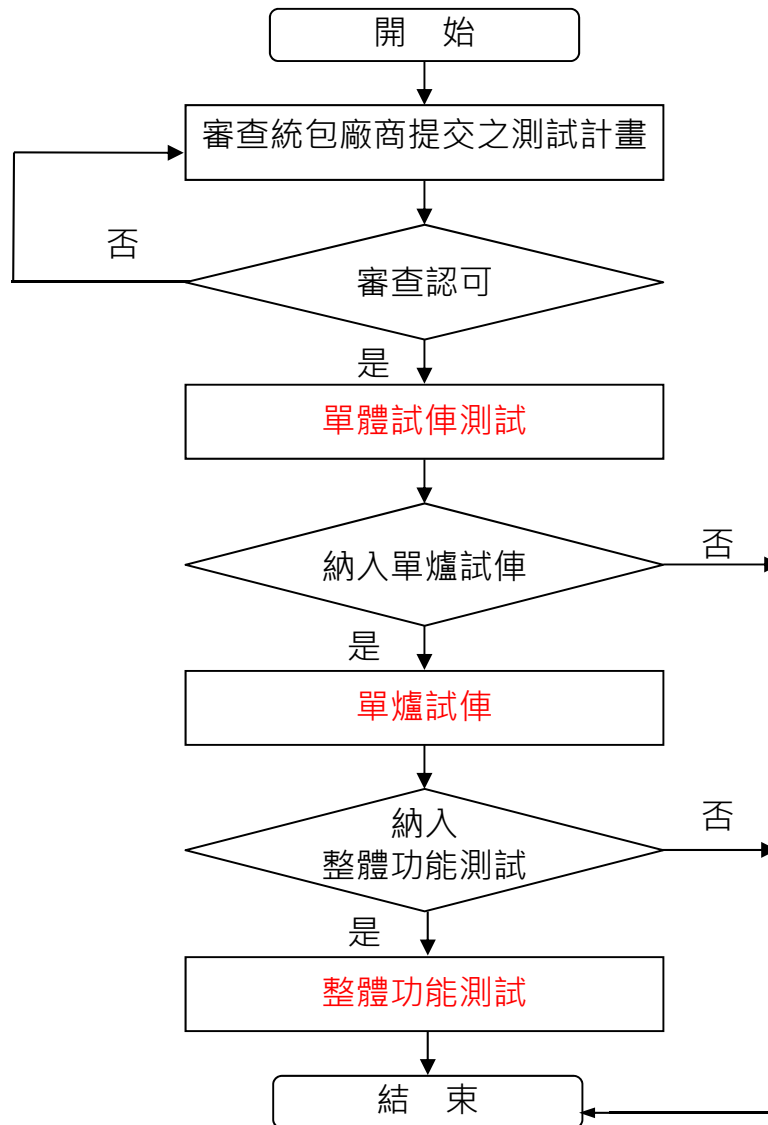 開 始
審查統包廠商提交之測試計畫
否
審查認可
是
單體試俥測試
否
納入單爐試俥
是
單爐試俥
否
納入
整體功能測試
是
整體功能測試
結 束